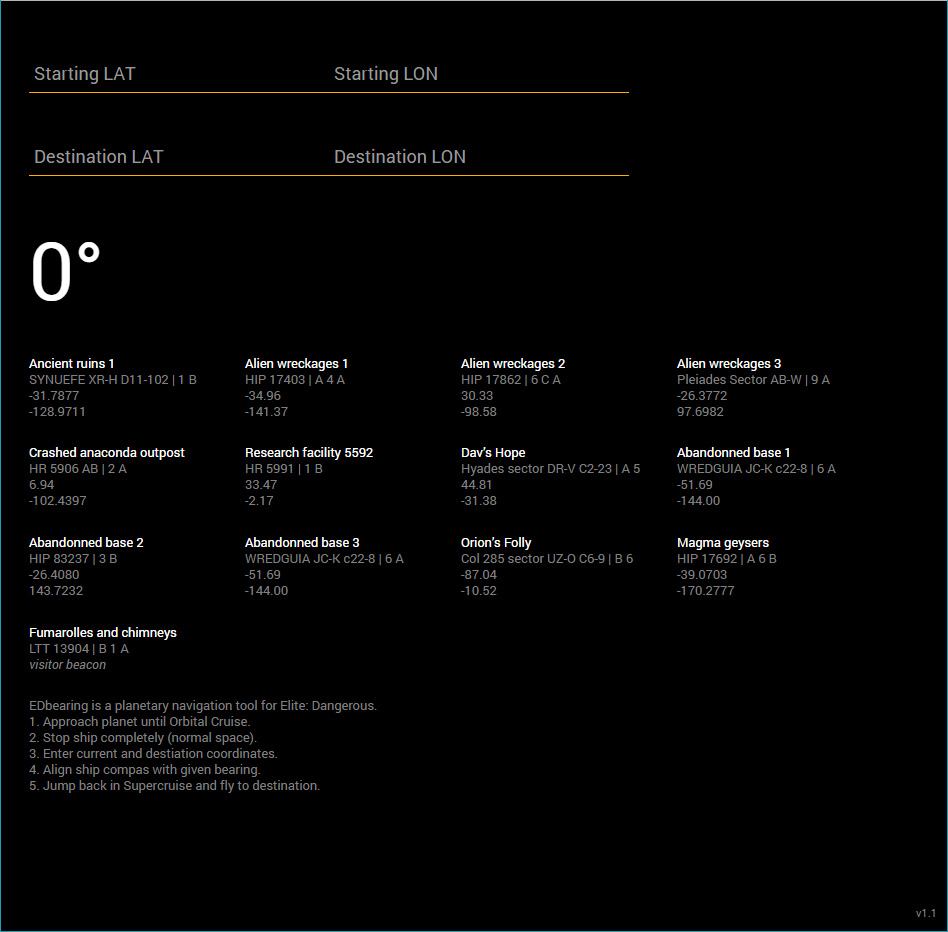 Starting LAT Starting LON
Destination LAT Destination LON
0°
Ancient ruins 1
SYNUEFE XR-H D11-102 | 1 B
-31.7877
-128.9711
Alien wreckages 1
HIP 17403 | A 4 A
-34.96
-141.37
Alien wreckages 2
HIP 17862 | 6 C A
30.33
-98.58
Alien wreckages 3
Pleiades Sector AB-W | 9 A
-26.3772
97.6982
Crashed anaconda outpost
HR 5906 AB | 2 A
6.94
-102.4397
Research facility 5592
HR 5991 | 1 B
33.47
-2.17
Dav's Hope
Hyades sector DR-V C2-23 | A 5
44.81
-31.38
Abandonned base 1
WREDGUIA JC-K c22-8 | 6 A
-51.69
-144.00
Abandonned base 2
HIP 83237 | 3 B
-26.4080
143.7232
Abandonned base 3
WREDGUIA JC-K c22-8 | 6 A
-51.69
-144.00
Orion's Folly
Col 285 sector UZ-O C6-9 | B 6
-87.04
-10.52
Magma geysers
HIP 17692 | A 6 B
-39.0703
-170.2777
Fumarolles and chimneys
LTT 13904 | B 1 A
visitor beacon
EDbearing is a planetary navigation tool for Elite: Dangerous.
1. Approach planet until Orbital Cruise.
2. Stop ship completely (normal space).
3. Enter current and destiation coordinates.
4. Align ship compas with given bearing.
5. Jump back in Supercruise and fly to destination.
v1.1